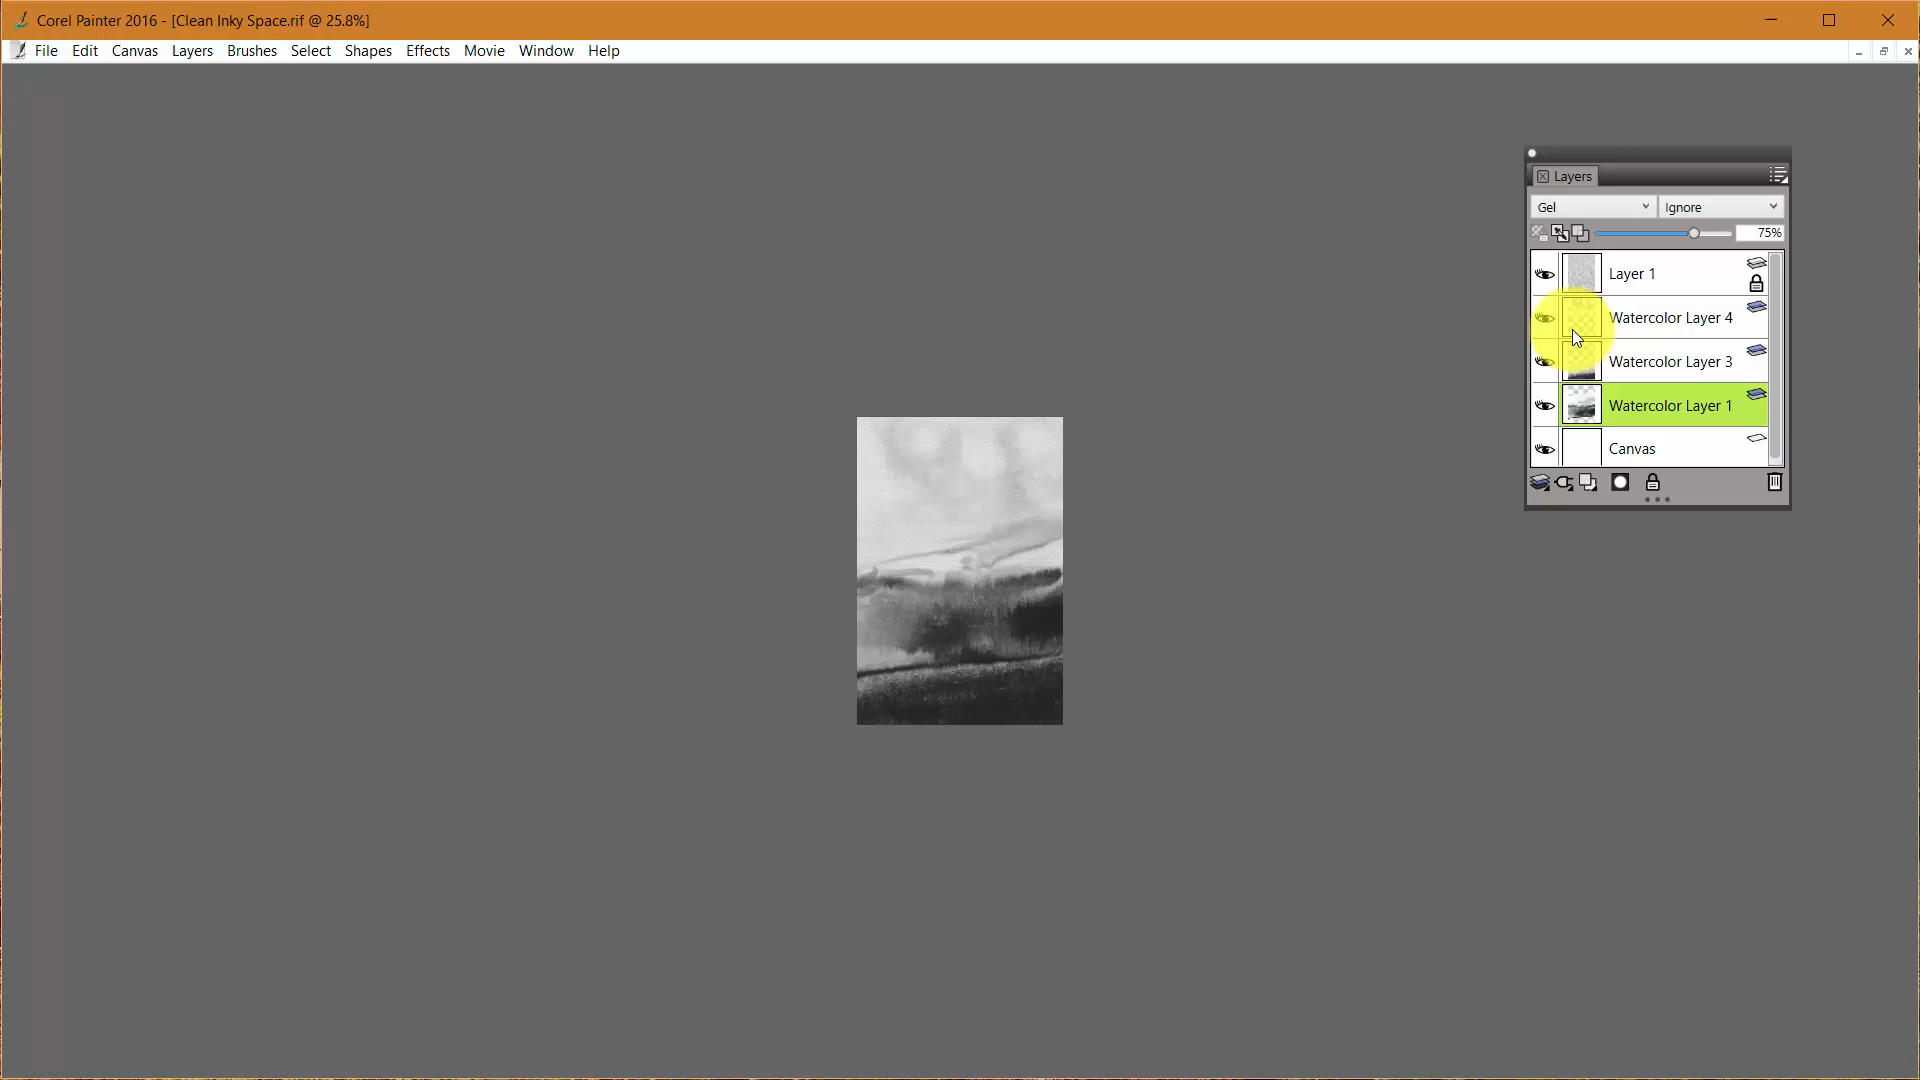 Corel Painter 2016 - [Clean Inky Space.rif @ 25.8%]
File Edit Canvas Layers Brushes Select Shapes Effects Movie Window Help
Layers
Gel Ignore
75%
Layer 1
Watercolor Layer 4
Watercolor Layer 3
Watercolor Layer 1
Canvas